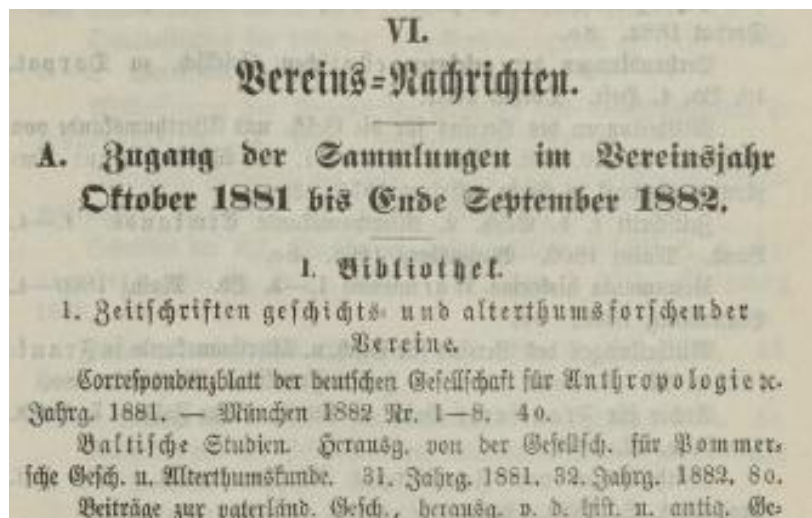 VI.
Vereins-Nachrichten.
A. Zugang der Sammlungen im Vereinsjahr
Oktober 1881 bis Ende September 1882.
I. Bibliothek.
1. Zeitschriften geschichts- und alterthumsforschender
Vereine.
Correspondenzblatt der deutschen Gesellschaft für Anthropologie ꝛc.
Jahrg. 1881. — München 1882 Nr. 1—8. 4o.
Baltische Studien. Herausg. von der Gesellsch. für Pommer-
sche Gesch. u. Alterthumskunde. 31. Jahrg. 1881. 32. Jahrg. 1882. 8o.
Beiträge zur vaterländ. Gesch., herausg. v. d. hist. u. antiq. Ge-